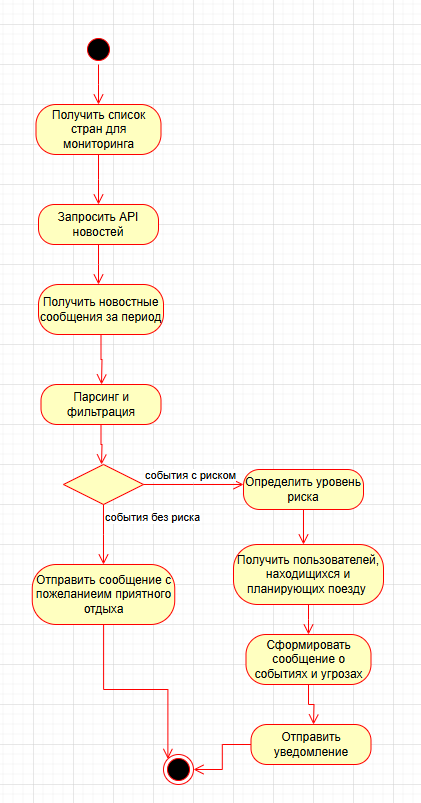 Получить список
стран для
мониторинга
Запросить API
новостей
Получить новостные
сообщения за период
Парсинг и
фильтрация
события с риском
Определить уровень
риска
события без риска
Отправить сообщение с
пожеланиеим приятного
отдыха
Получить пользователей,
находящихся и
планирующих поезду
Сформировать
сообщение о
событиях и угрозах
Отправить
уведомление